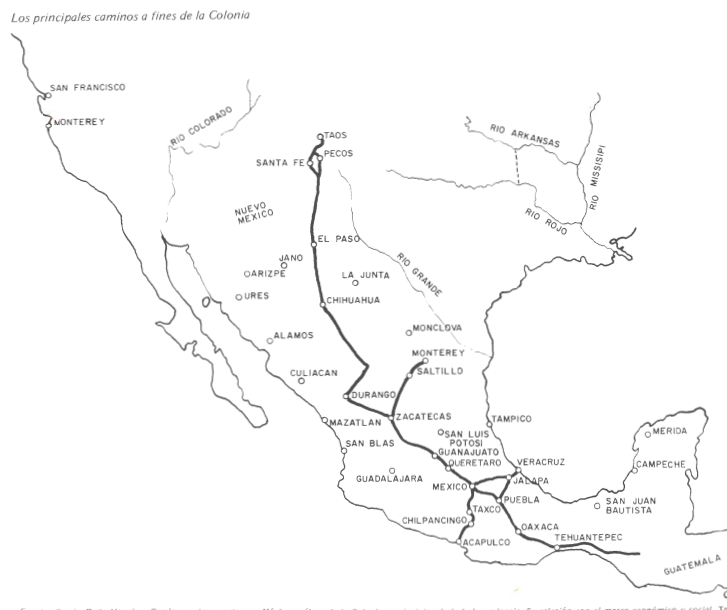 Los principales caminos a fines de la Colonia
SAN FRANCISCO
MONTEREY
RIO COLORADO
TAOS
PECOS
SANTA FE
RIO ARKANSAS
RIO MISSISIPI
RIO ROJO
NUEVO
MEXICO
EL PASO
JANO
ARIZPE
URES
LA JUNTA
RIO GRANDE
CHIHUAHUA
ALAMOS
MONCLOVA
MONTERREY
SALTILLO
CULIACAN
DURANGO
MAZATLAN
ZACATECAS
TAMPICO
SAN LUIS
POTOSI
SAN BLAS
GUANAJUATO
QUERETARO
GUADALAJARA
MEXICO
VERACRUZ
JALAPA
PUEBLA
MERIDA
CAMPECHE
SAN JUAN
BAUTISTA
TAXCO
CHILPANCINGO
OAXACA
ACAPULCO
TEHUANTEPEC
GUATEMALA